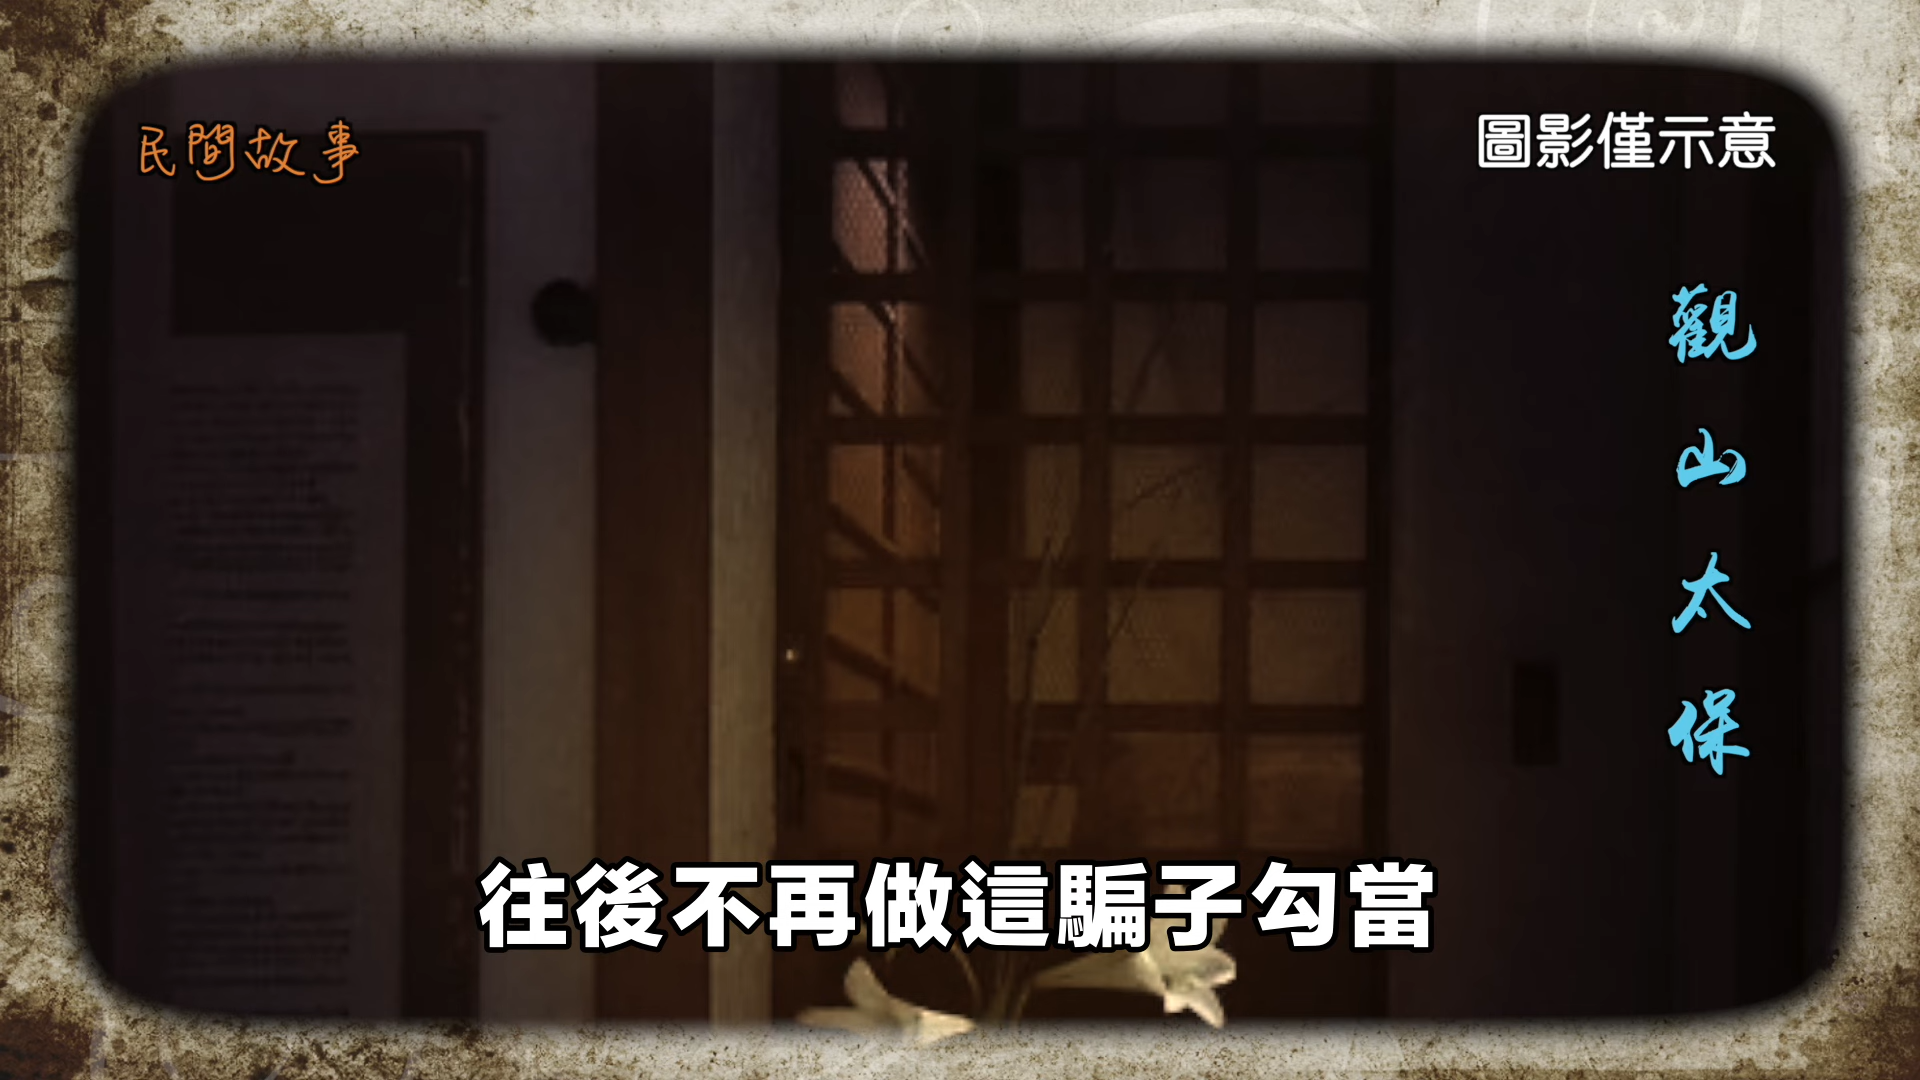 民間故事
圖影僅示意
觀山太保
往後不再做這騙子勾當